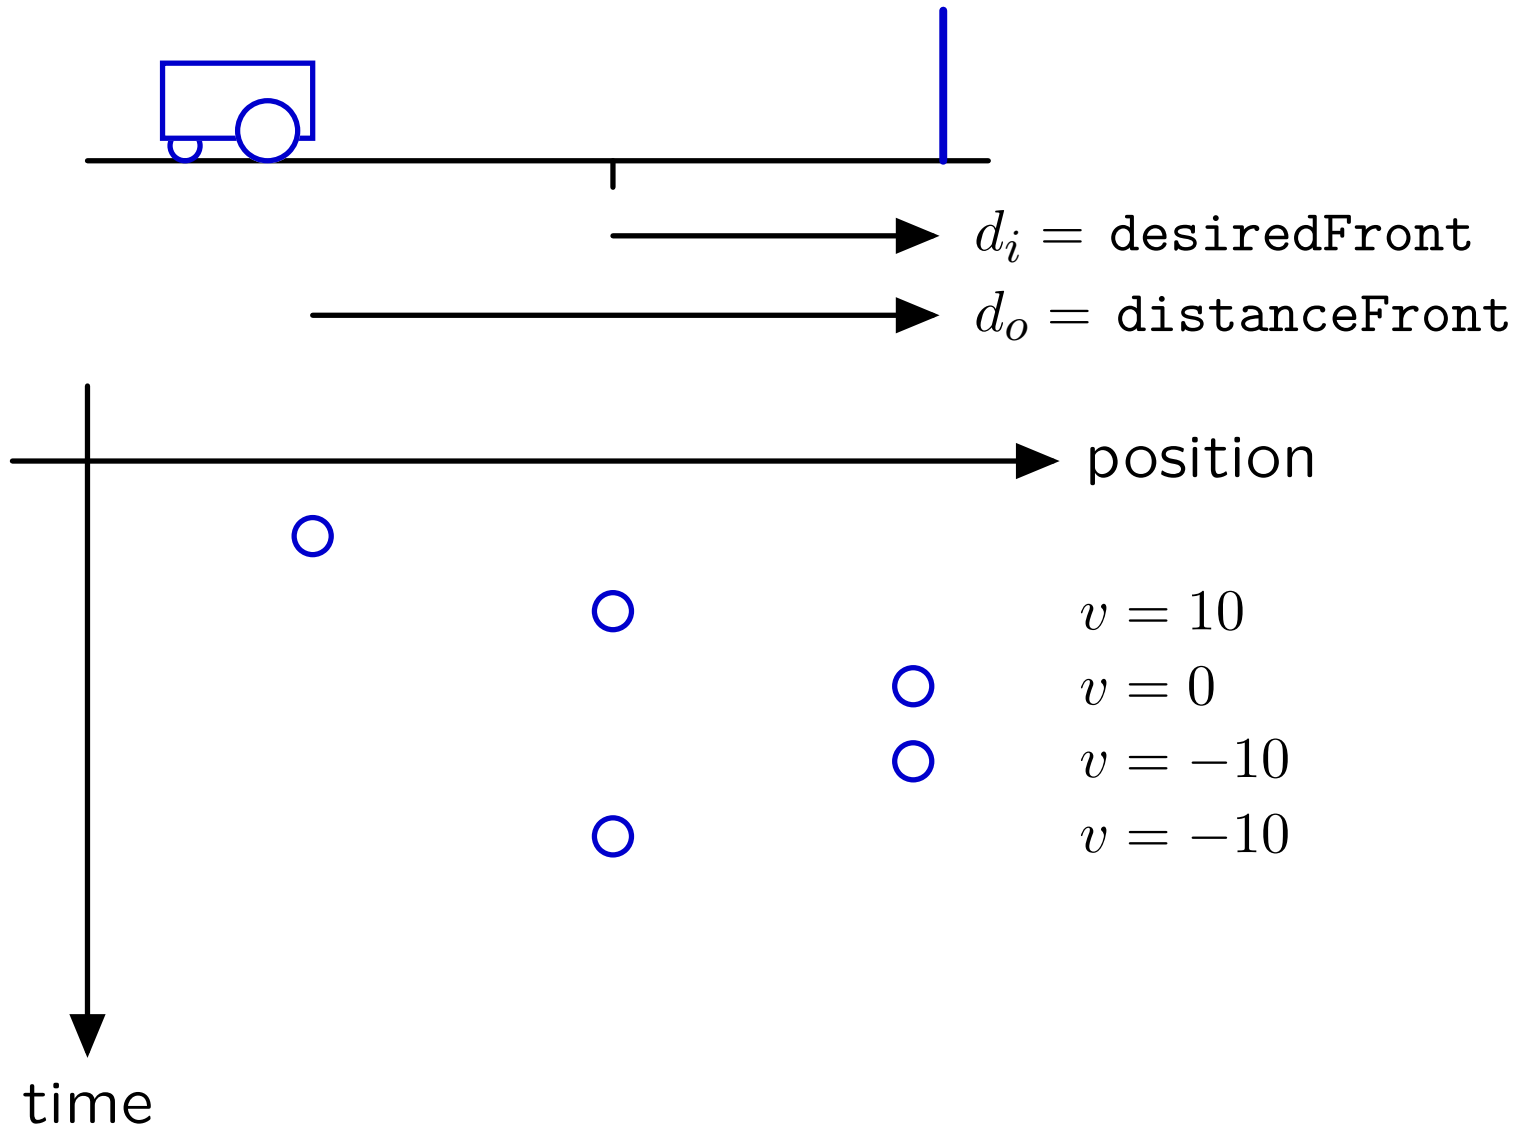 d_i = desiredFront
d_o = distanceFront
position
v = 10
v = 0
v = −10
v = −10
time